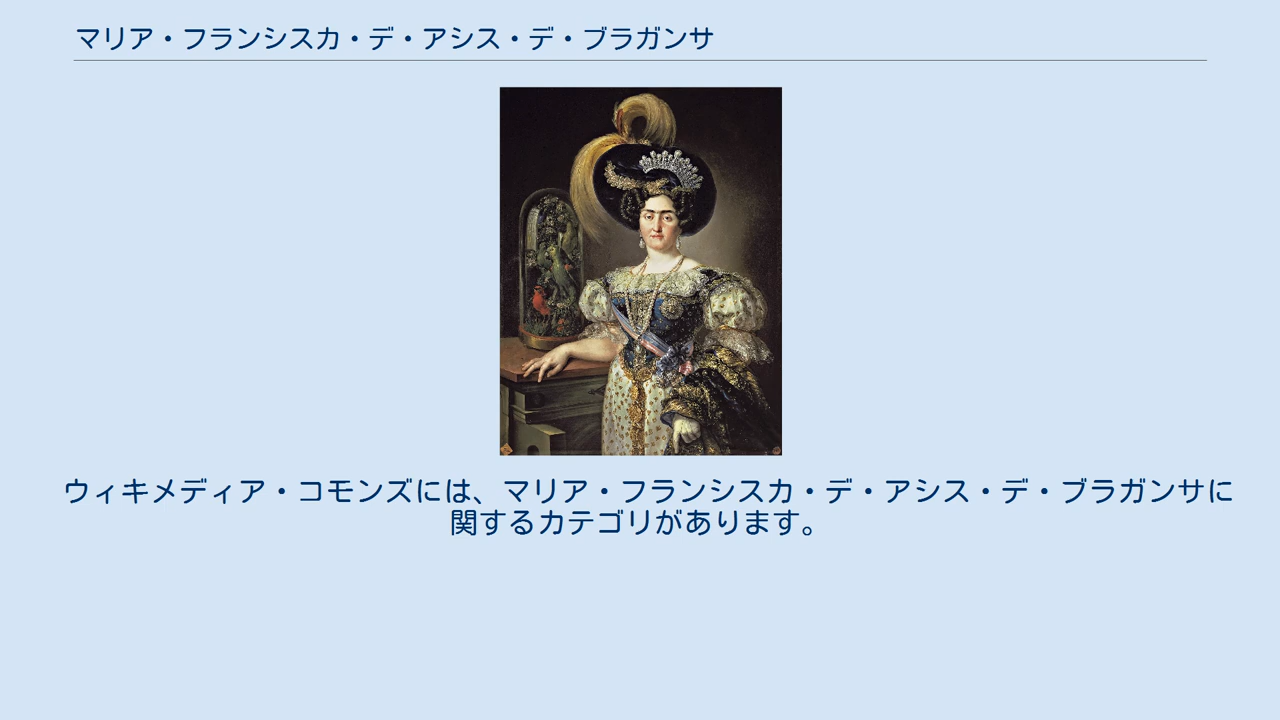 マリア・フランシスカ・デ・アシス・デ・ブラガンサ
ウィキメディア・コモンズには、マリア・フランシスカ・デ・アシス・デ・ブラガンサに
関するカテゴリがあります。